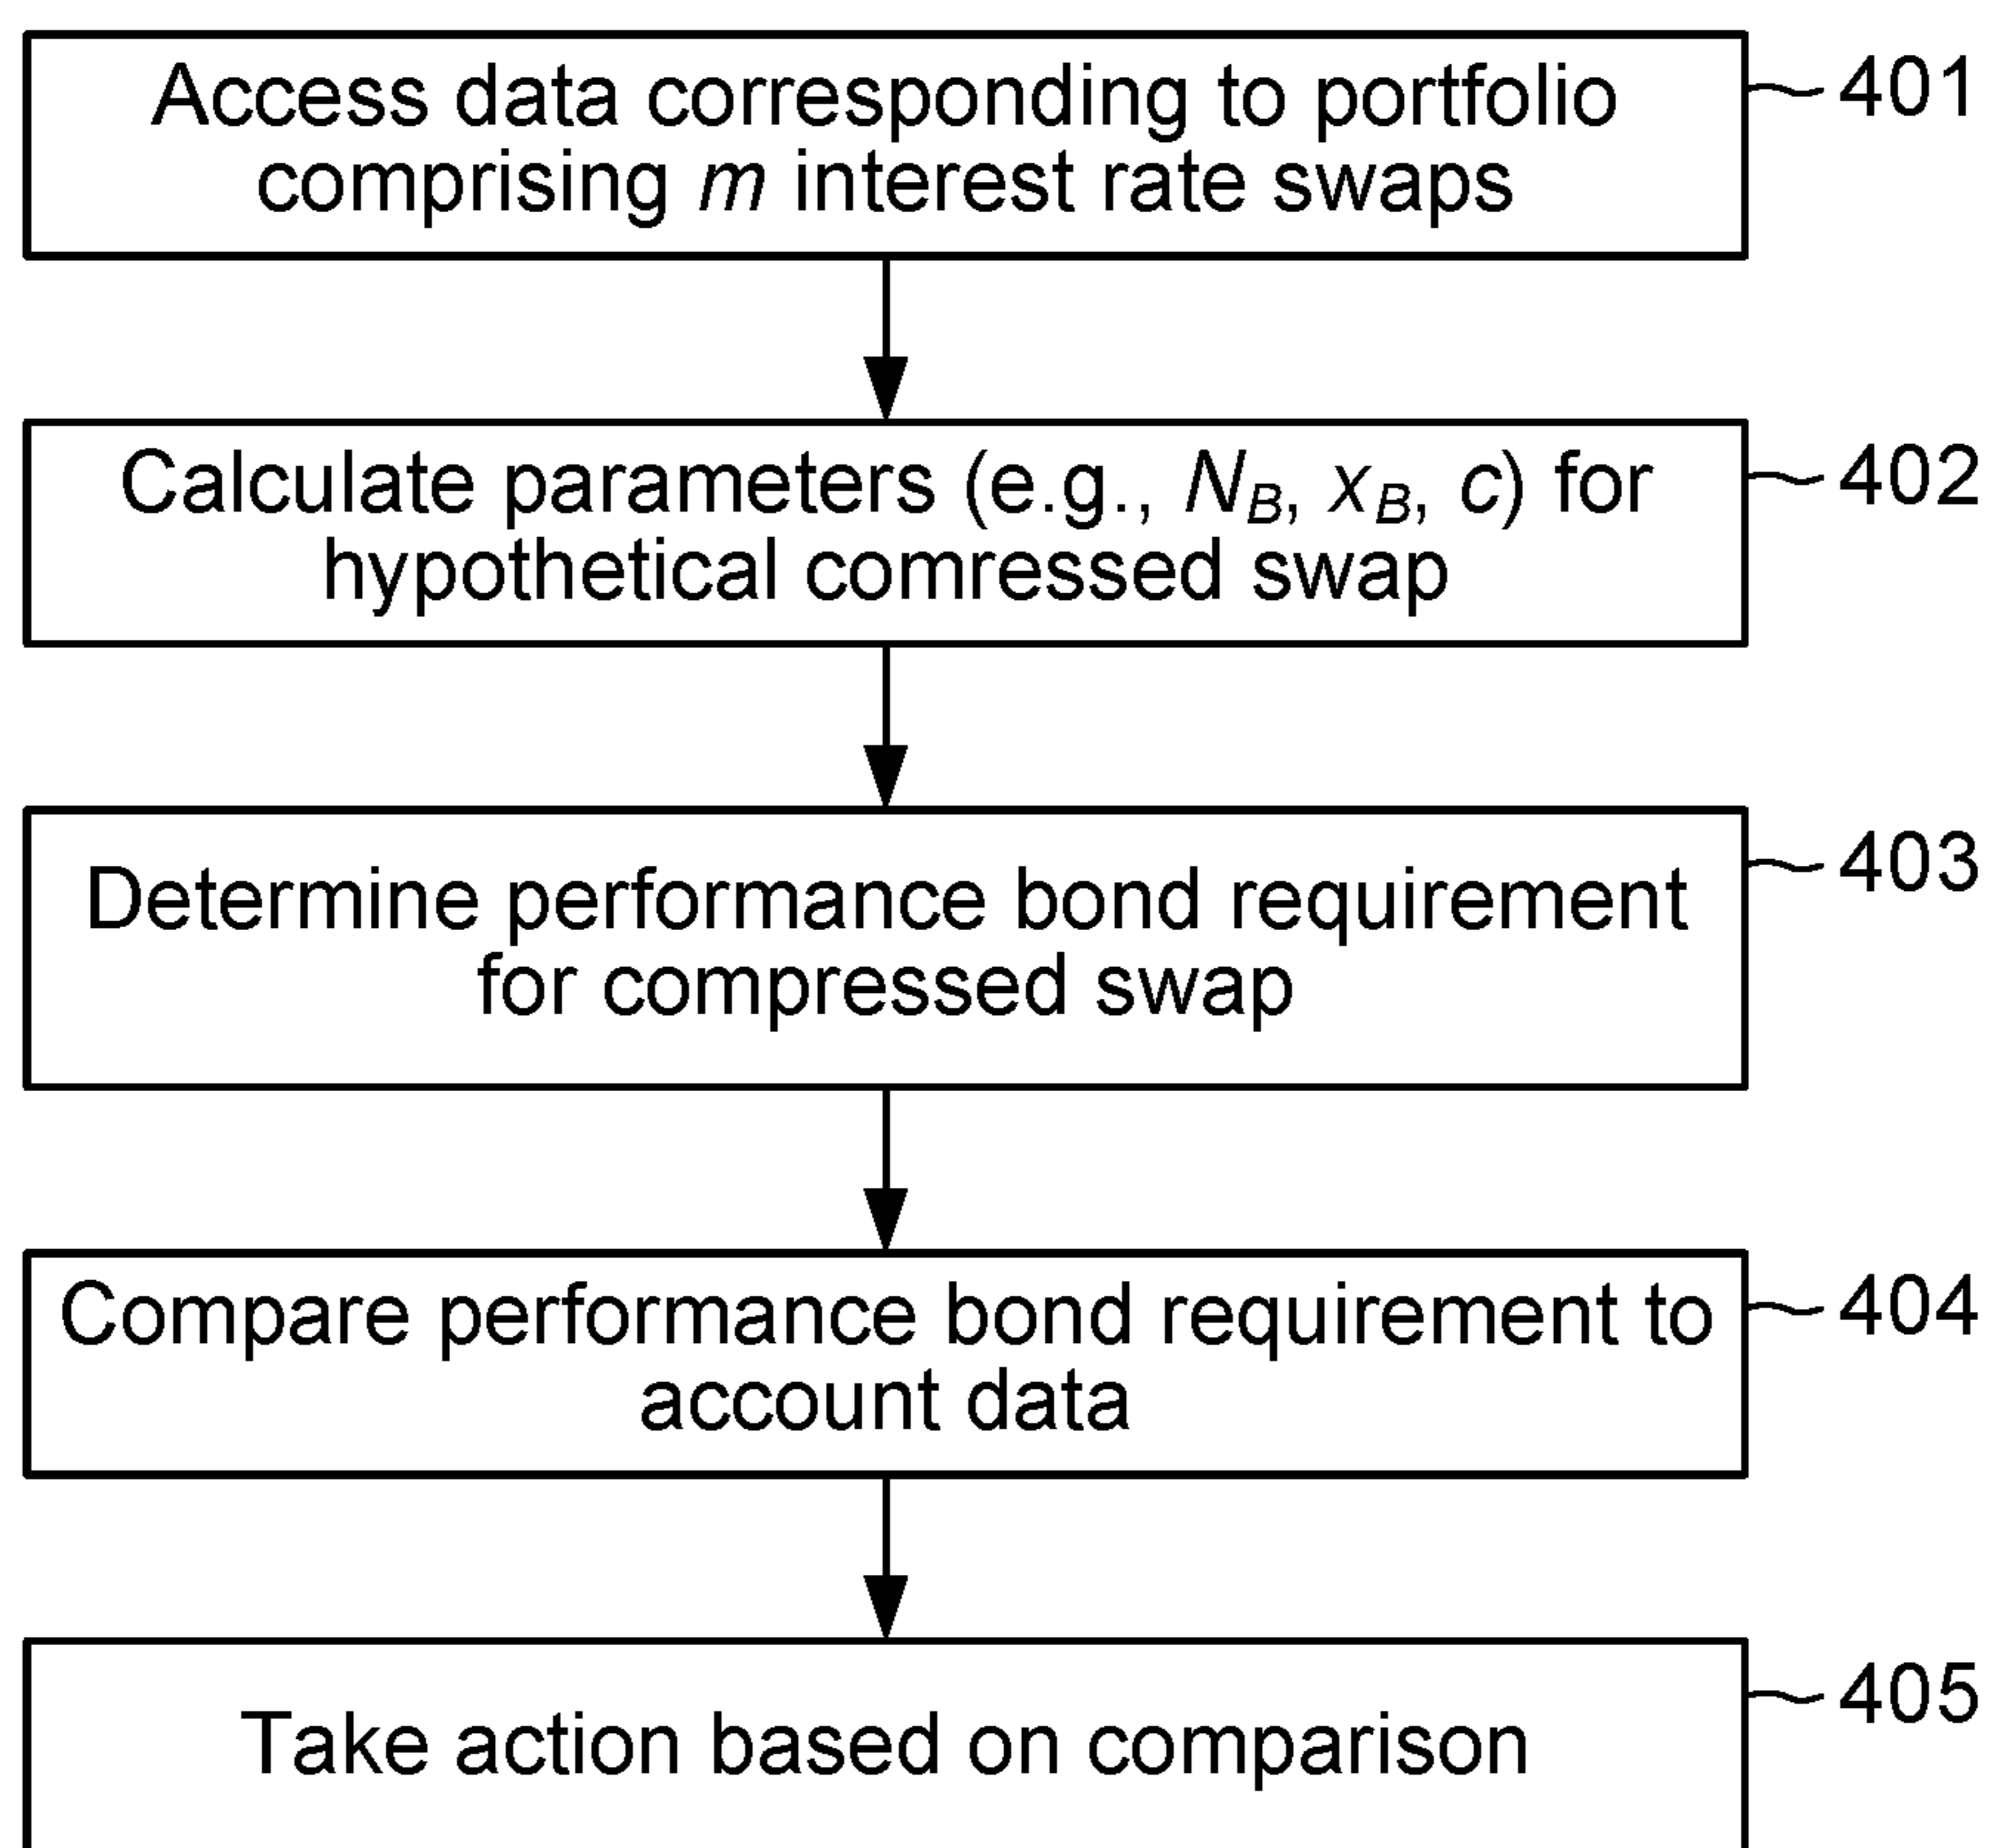 Access data corresponding to portfolio
comprising m interest rate swaps
401
Calculate parameters (e.g., N_B, x_B, c) for
hypothetical comressed swap
402
Determine performance bond requirement
for compressed swap
403
Compare performance bond requirement to
account data
404
Take action based on comparison
405